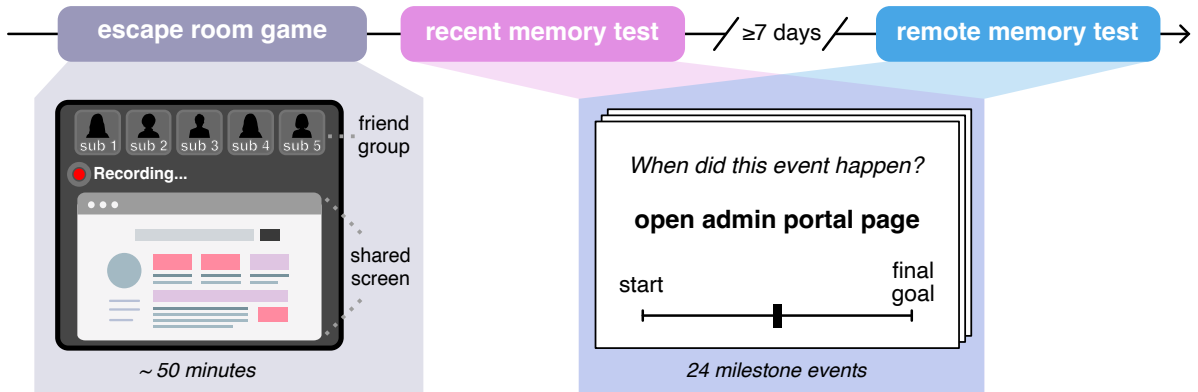 escape room game
recent memory test
≥7 days
remote memory test
sub 1 sub 2 sub 3 sub 4 sub 5
friend
group
Recording...
shared
screen
~ 50 minutes
When did this event happen?
open admin portal page
start
final
goal
24 milestone events